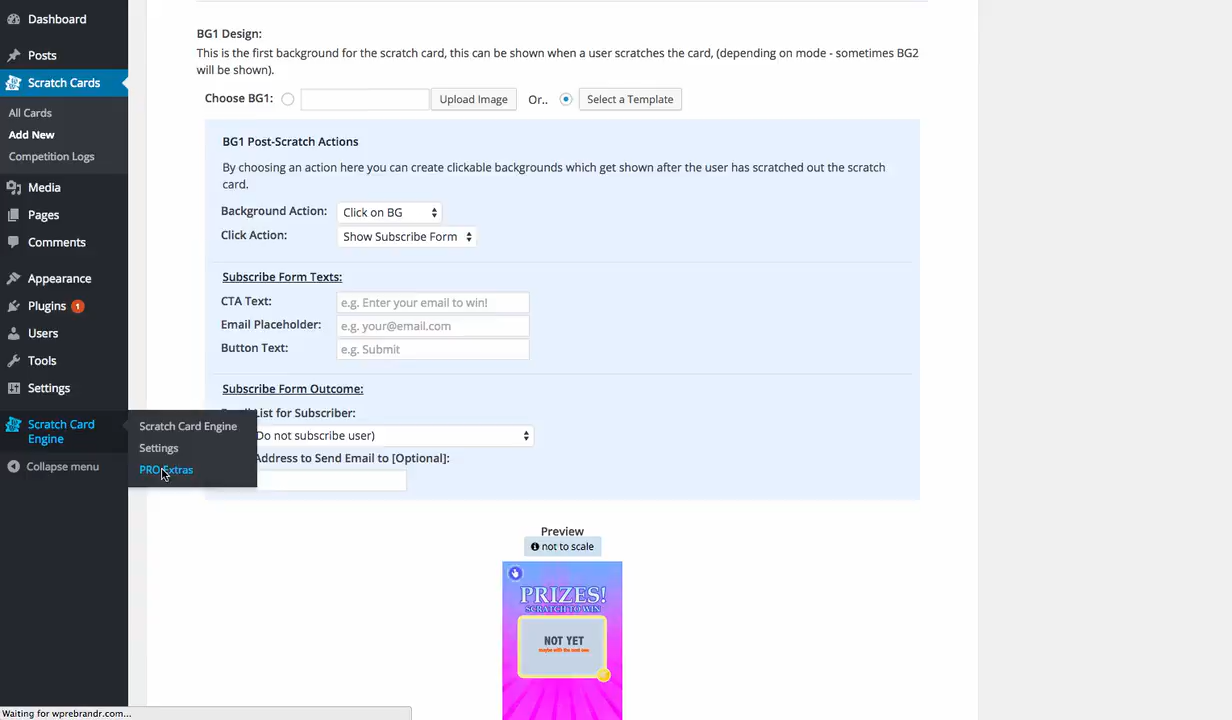 Dashboard
Posts
Scratch Cards
All Cards
Add New
Competition Logs
Media
Pages
Comments
Appearance
Plugins 1
Users
Tools
Settings
Scratch Card
Engine
Collapse menu
Scratch Card Engine
Settings
PRO Extras
BG1 Design:
This is the first background for the scratch card, this can be shown when a user scratches the card, (depending on mode - sometimes BG2
will be shown).
Choose BG1: Upload Image Or.. Select a Template
BG1 Post-Scratch Actions
By choosing an action here you can create clickable backgrounds which get shown after the user has scratched out the scratch
card.
Background Action: Click on BG
Click Action: Show Subscribe Form
Subscribe Form Texts:
CTA Text: e.g. Enter your email to win!
Email Placeholder: e.g. your@email.com
Button Text: e.g. Submit
Subscribe Form Outcome:
List for Subscriber:
Do not subscribe user)
Address to Send Email to [Optional]:
Preview
not to scale
PRIZES!
SCRATCH TO WIN
NOT YET
maybe with the next one
Waiting for wprebrandr.com...